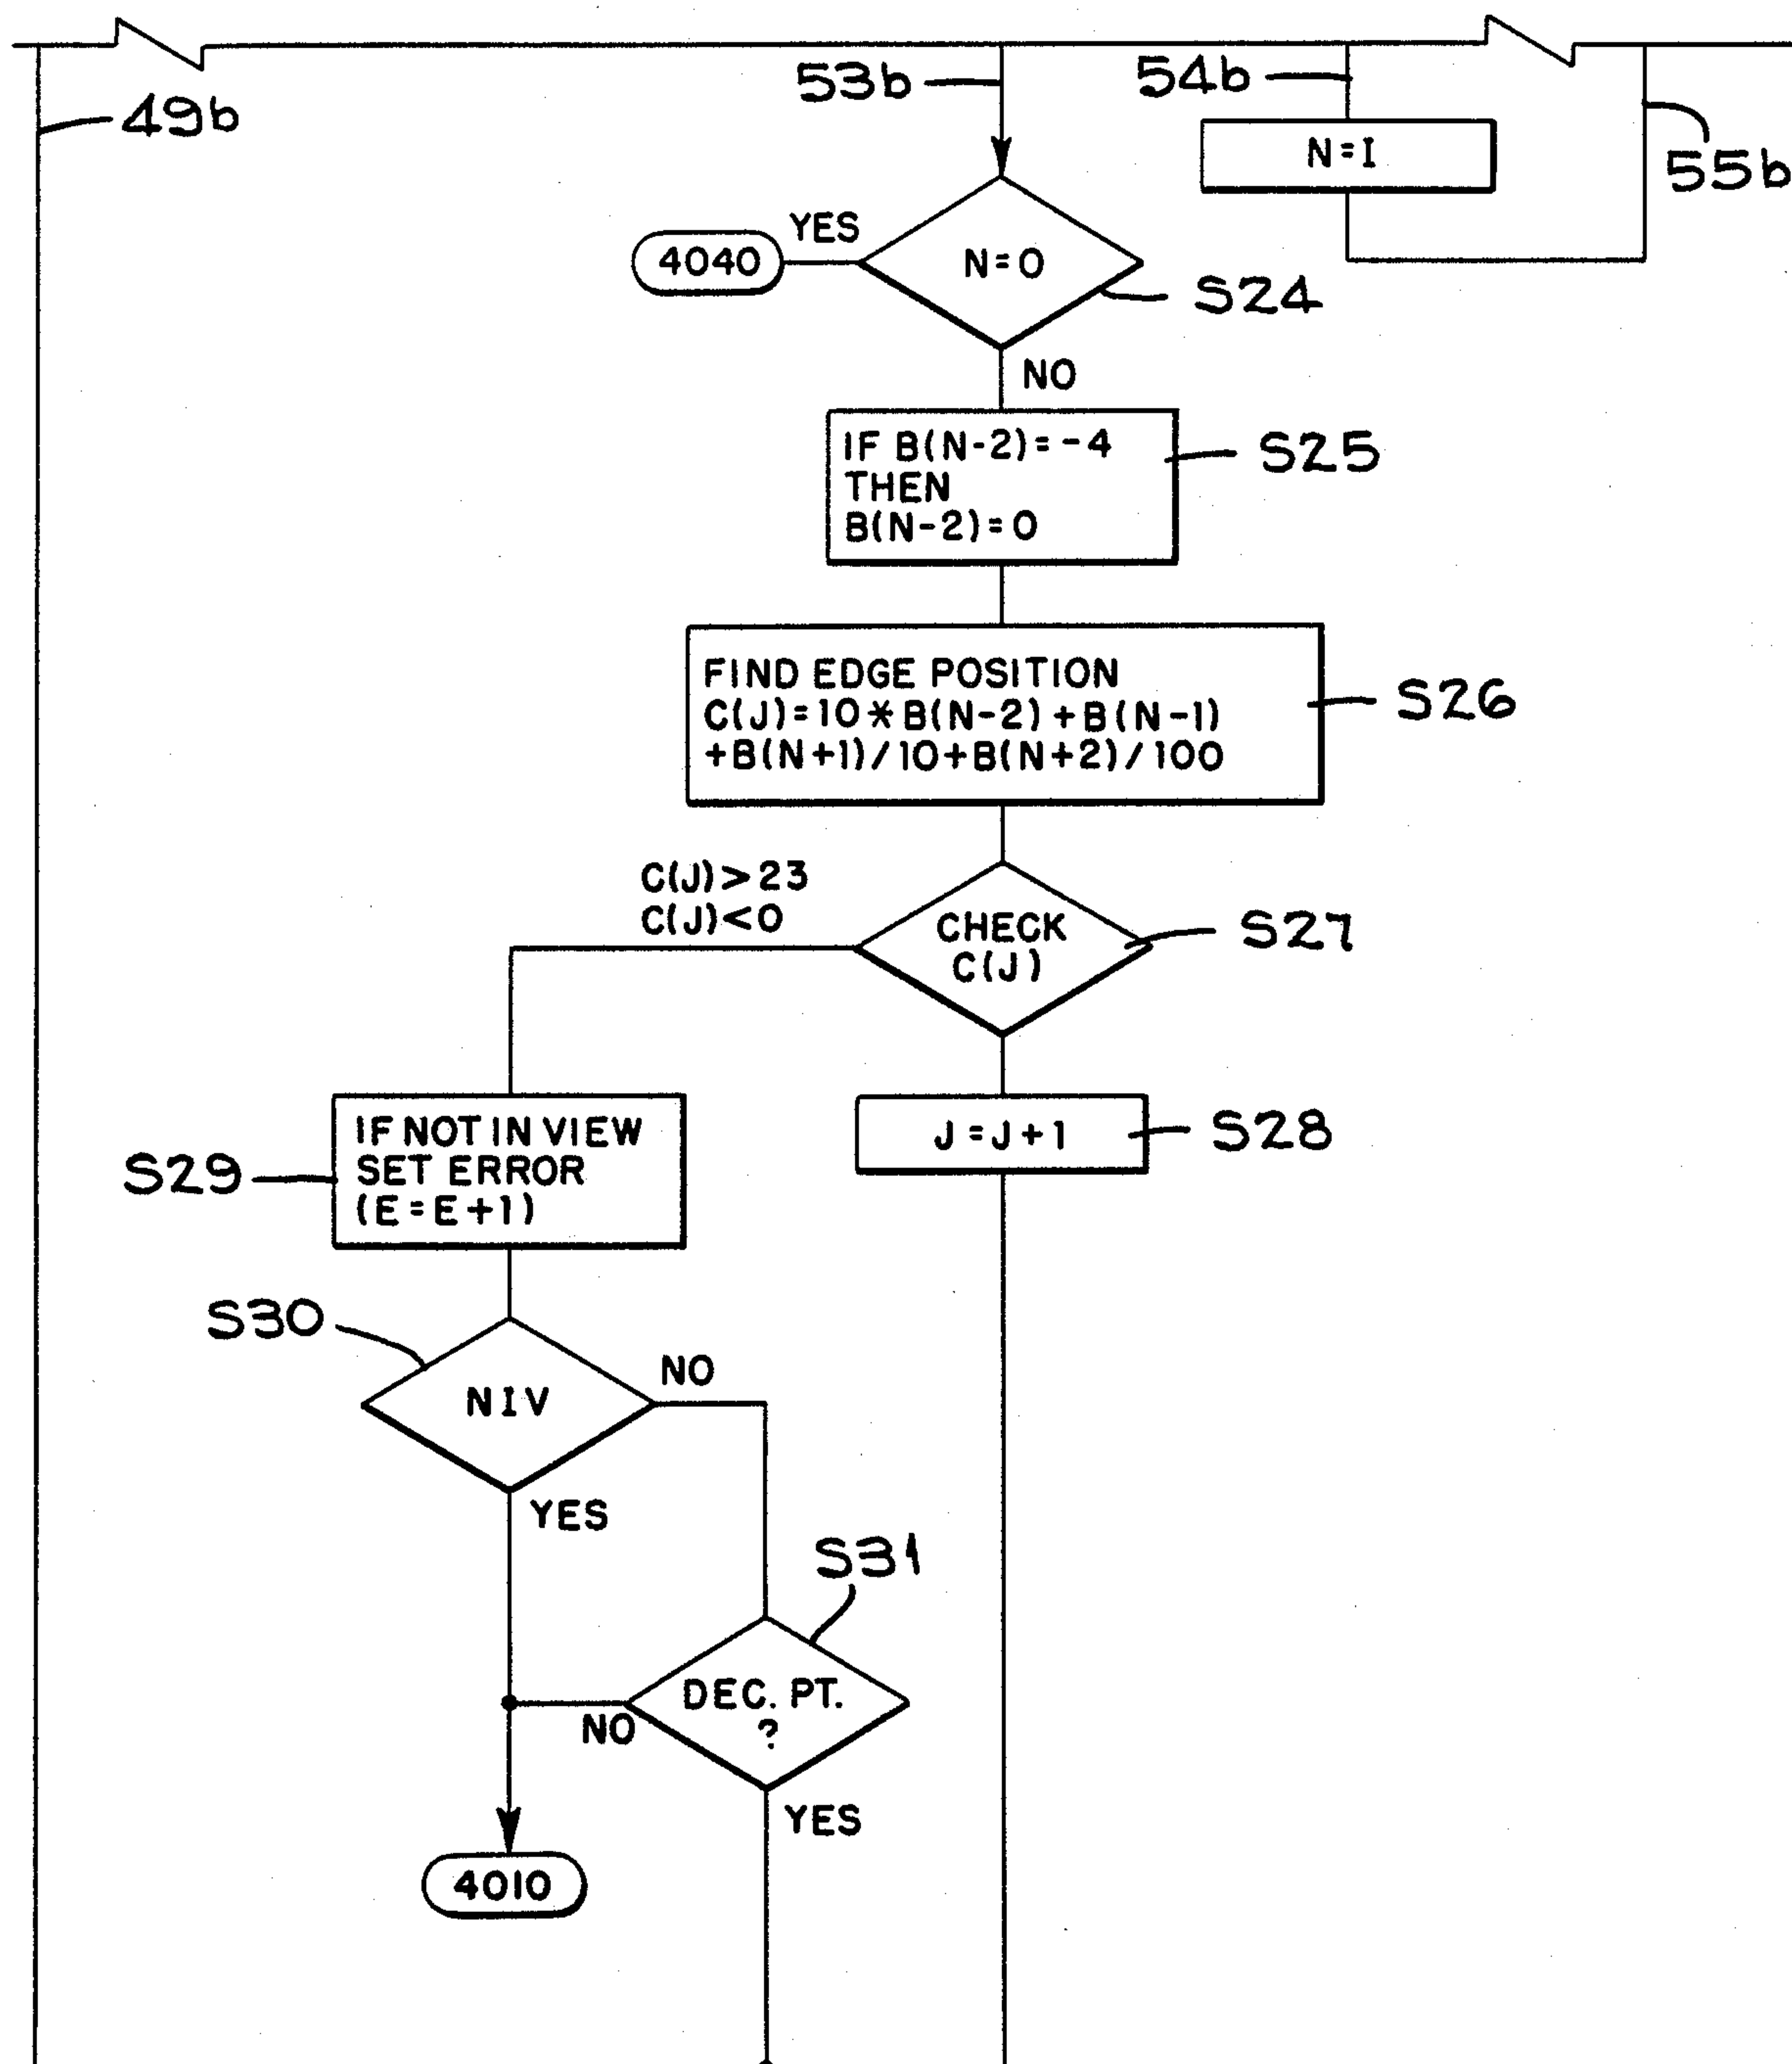 53b
54b
49b
N=I
55b
YES
4040
N=0
S24
NO
IF B(N-2)=-4
THEN
B(N-2)=0
S25
FIND EDGE POSITION
C(J)=10*B(N-2)+B(N-1)
+B(N+1)/10+B(N+2)/100
S26
C(J)>23
C(J)<0
CHECK
C(J)
S27
IF NOT IN VIEW
SET ERROR
(E=E+1)
S29
J=J+1
S28
S30
NIV
NO
YES
S31
DEC. PT.
?
NO
YES
4010